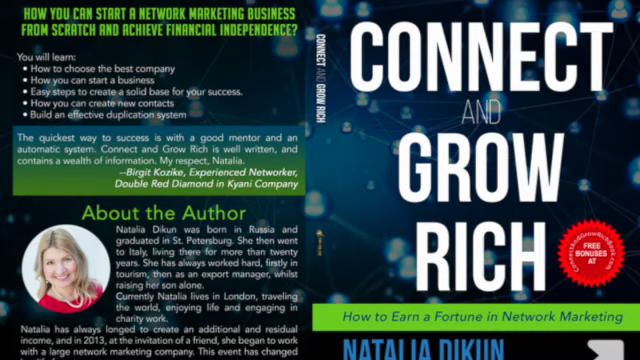 HOW YOU CAN START A NETWORK MARKETING BUSINESS
FROM SCRATCH AND ACHIEVE FINANCIAL INDEPENDENCE?
You will learn:
• How to choose the best company
• How you can start a business
• Easy steps to create a solid base for your success.
• How you can create new contacts
• Build an effective duplication system
The quickest way to success is with a good mentor and an
automatic system. Connect and Grow Rich is well written, and
contains a wealth of information. My respect, Natalia.
--Birgit Kozike, Experienced Networker,
Double Red Diamond in Kyani Company
About the Author
Natalia Dikun was born in Russia and
graduated in St. Petersburg. She then went
to Italy, living there for more than twenty
years. She has always worked hard, firstly in
tourism, then as an export manager, whilst
raising her son alone.
Currently Natalia lives in London, traveling
the world, enjoying life and engaging in
charity work.
Natalia has always longed to create an additional and residual
income, and in 2013, at the invitation of a friend, she began to work
with a large network marketing company. This event has changed
CONNECT AND GROW RICH
CONNECT
AND
GROW
RICH
ConnectAndGrowRichBook.com
FREE
BONUSES
AT
How to Earn a Fortune in Network Marketing
NATALIA DIKUN